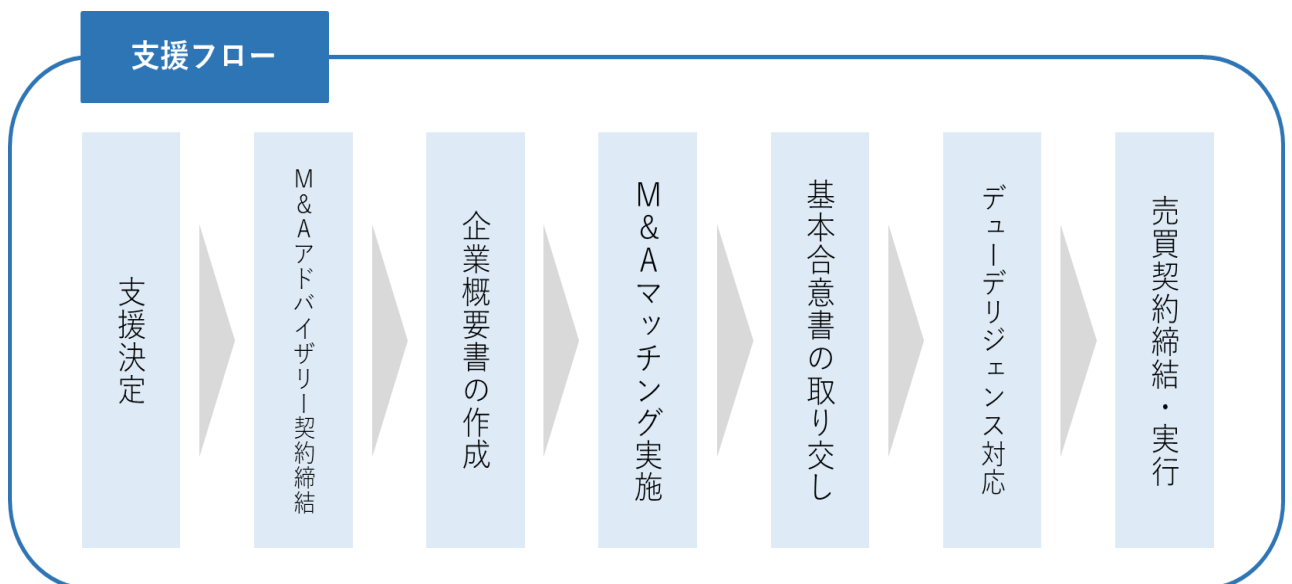 支援フロー
支援決定
M&Aアドバイザリー契約締結
企業概要書の作成
M&Aマッチング実施
基本合意書の取り交し
デューデリジェンス対応
売買契約締結・実行